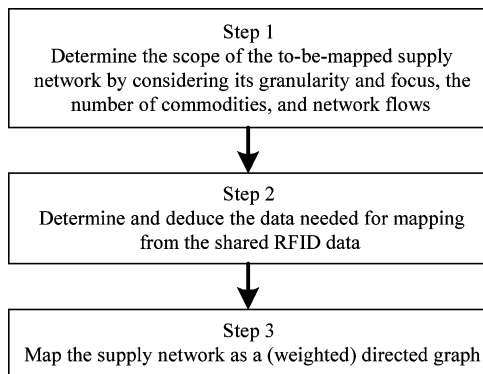 Step 1
Determine the scope of the to-be-mapped supply
network by considering its granularity and focus, the
number of commodities, and network flows
Step 2
Determine and deduce the data needed for mapping
from the shared RFID data
Step 3
Map the supply network as a (weighted) directed graph